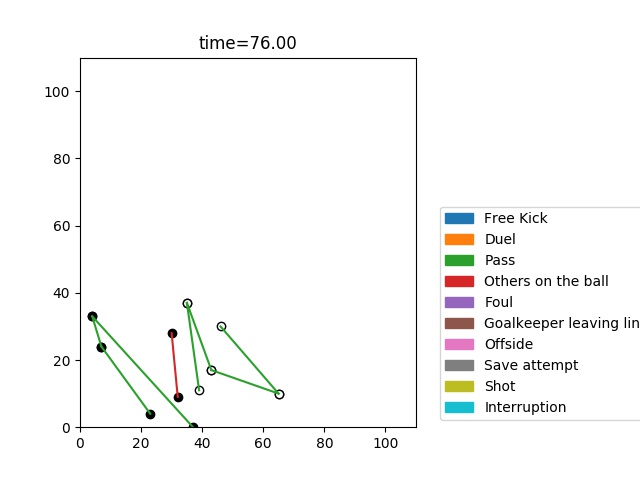 time=76.00
100
80
60
40
20
0
0 20 40 60 80 100
Free Kick
Duel
Pass
Others on the ball
Foul
Goalkeeper leaving lin
Offside
Save attempt
Shot
Interruption